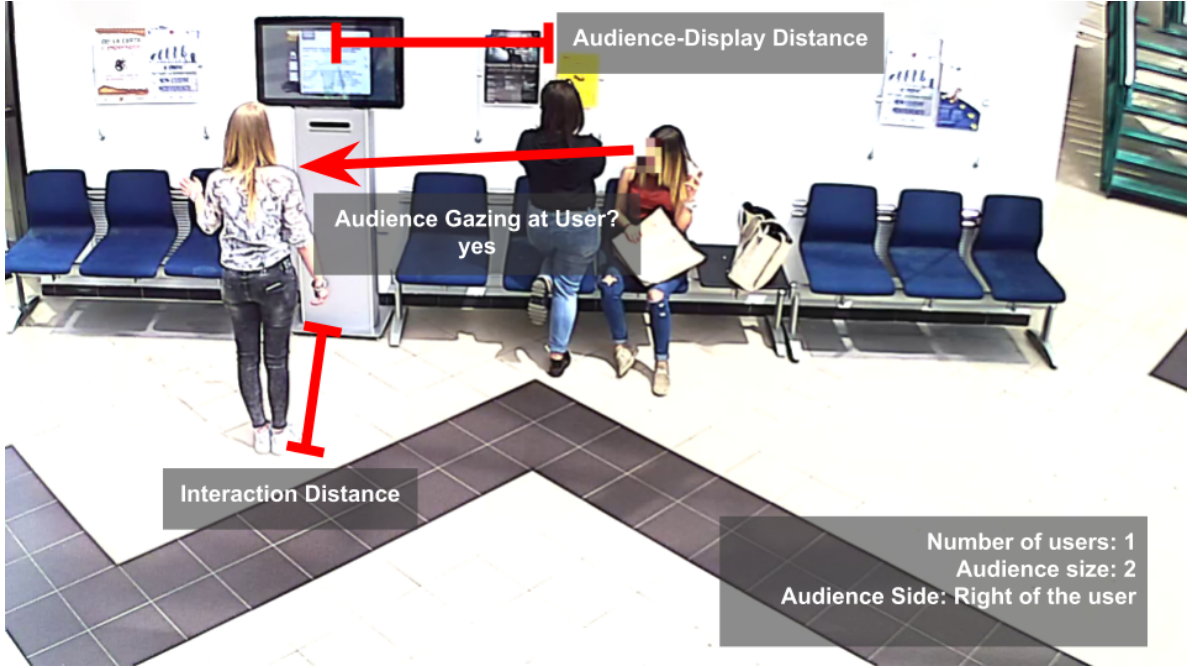 Audience-Display Distance
Audience Gazing at User?
yes
Interaction Distance
Number of users: 1
Audience size: 2
Audience Side: Right of the user